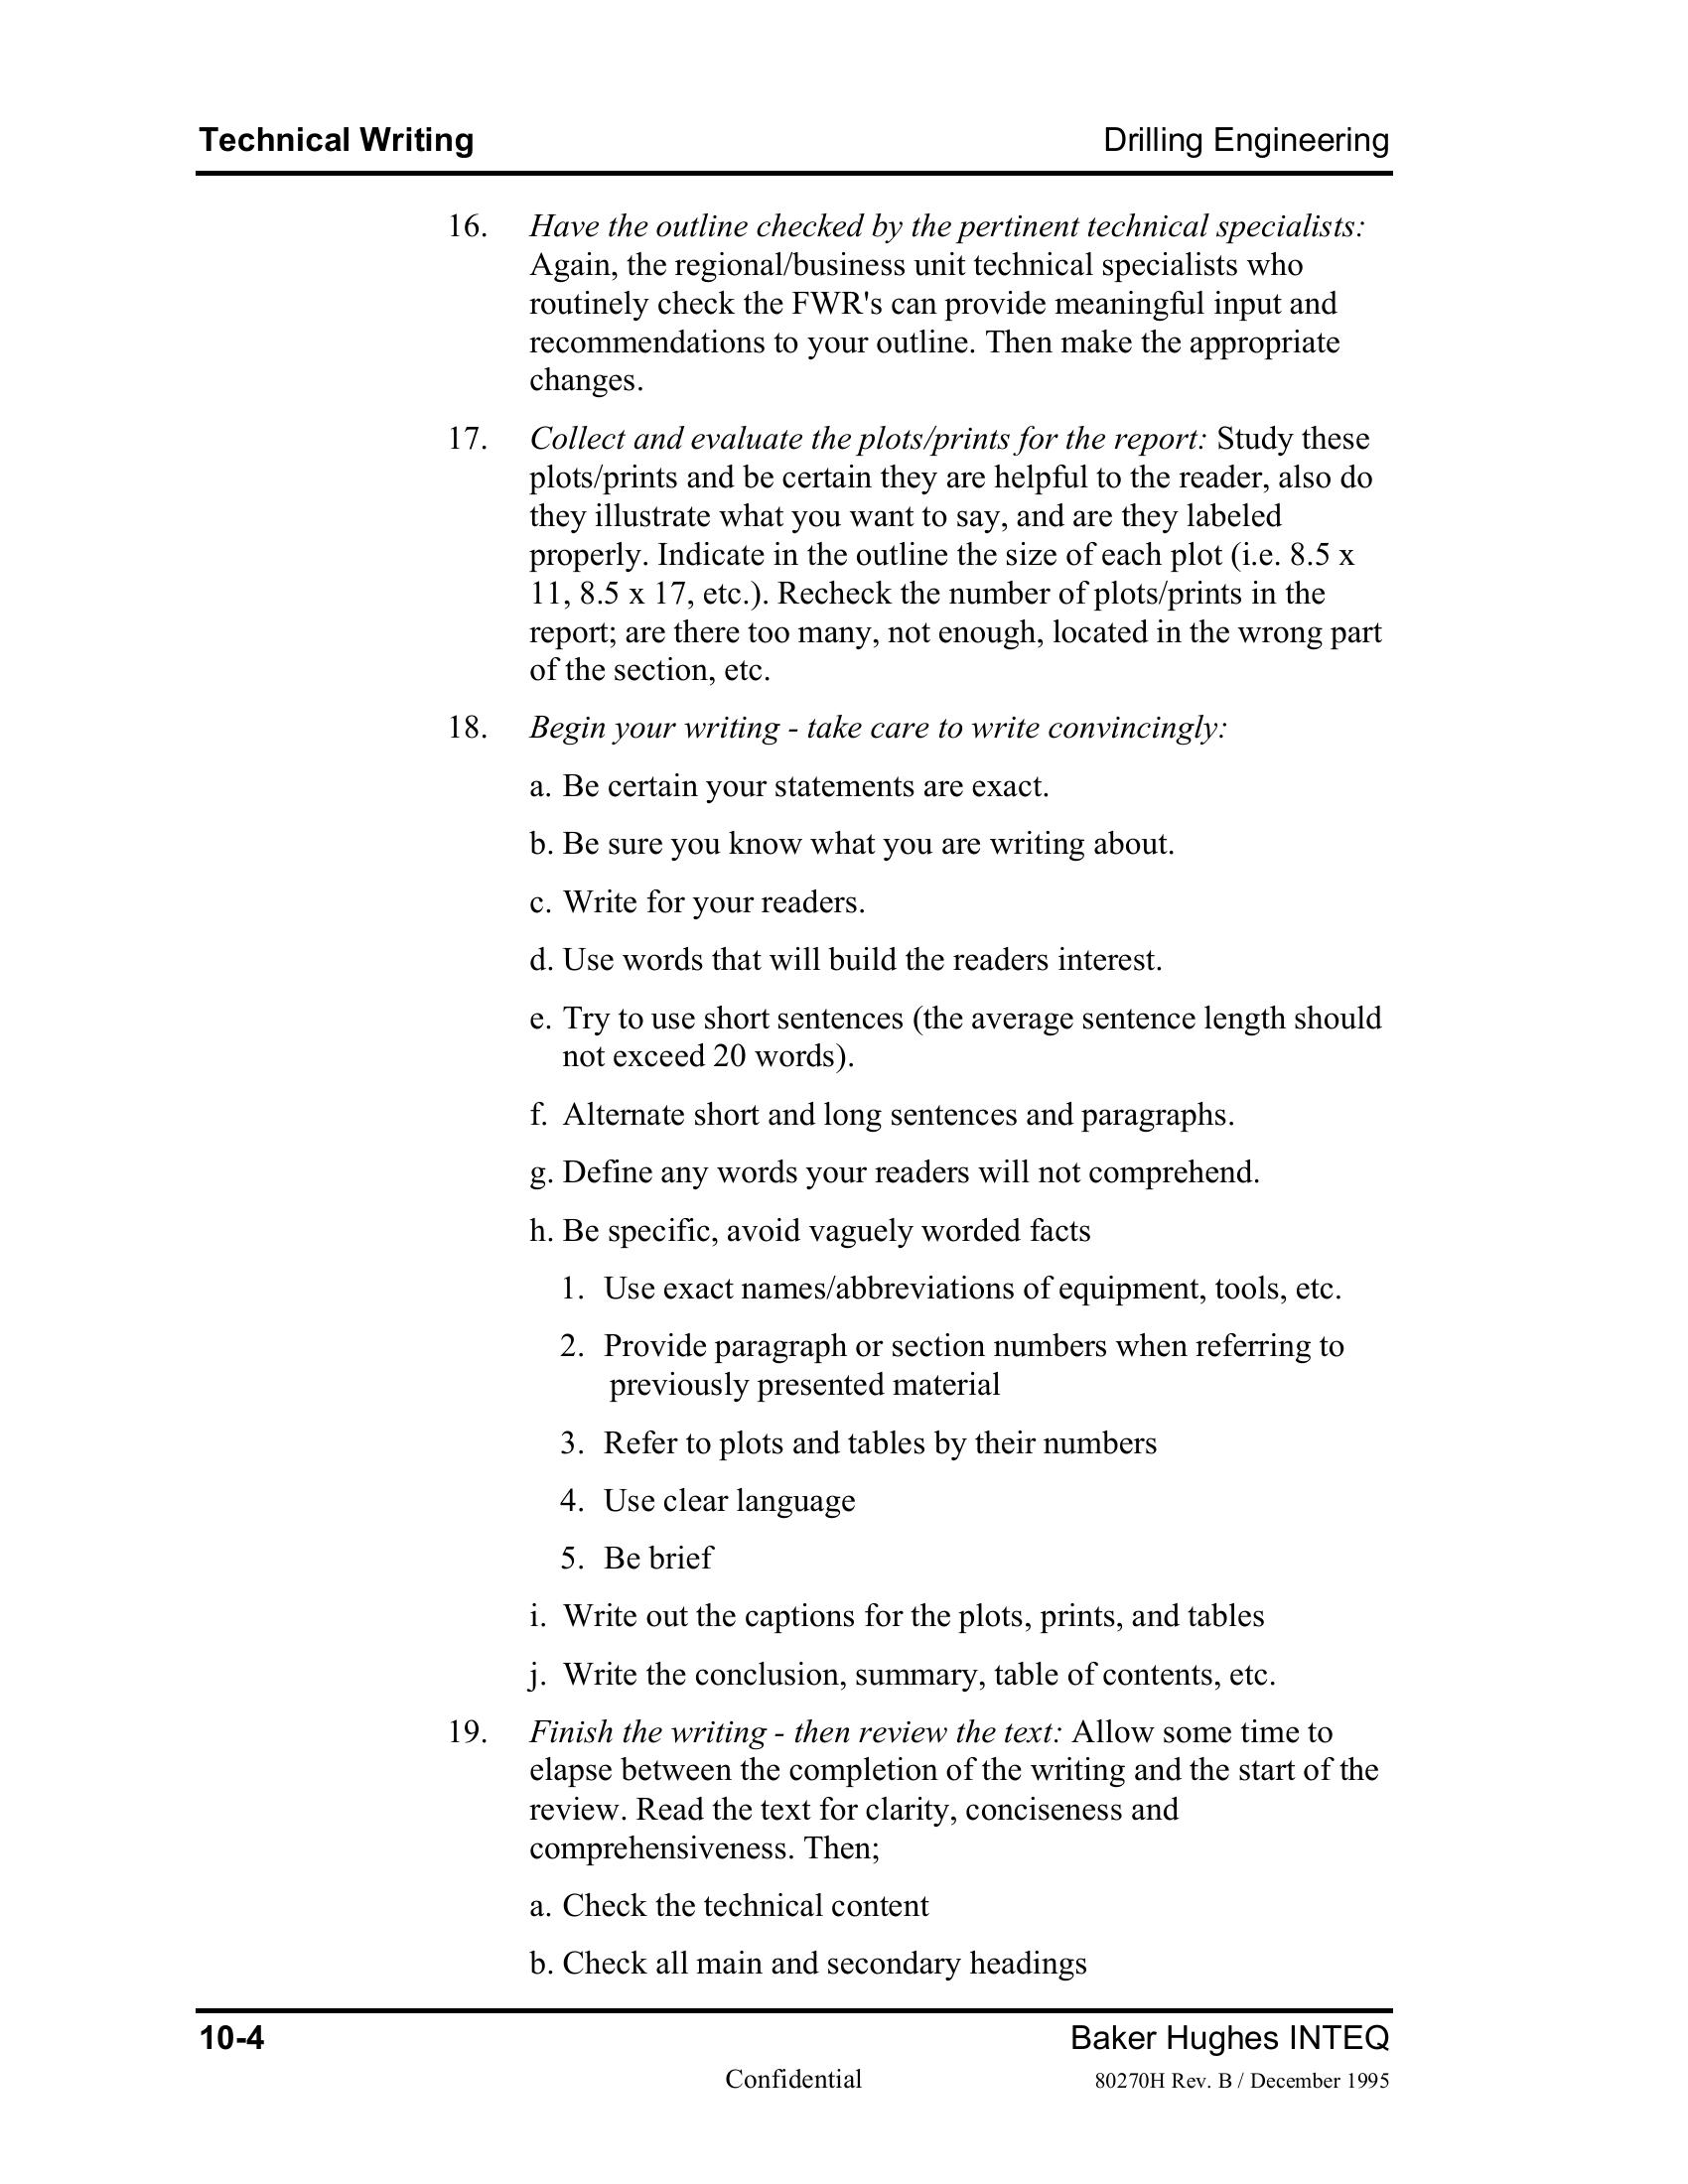 Technical Writing Drilling Engineering
16. Have the outline checked by the pertinent technical specialists:
Again, the regional/business unit technical specialists who
routinely check the FWR's can provide meaningful input and
recommendations to your outline. Then make the appropriate
changes.
17. Collect and evaluate the plots/prints for the report: Study these
plots/prints and be certain they are helpful to the reader, also do
they illustrate what you want to say, and are they labeled
properly. Indicate in the outline the size of each plot (i.e. 8.5 x
11, 8.5 x 17, etc.). Recheck the number of plots/prints in the
report; are there too many, not enough, located in the wrong part
of the section, etc.
18. Begin your writing - take care to write convincingly:
a. Be certain your statements are exact.
b. Be sure you know what you are writing about.
c. Write for your readers.
d. Use words that will build the readers interest.
e. Try to use short sentences (the average sentence length should
not exceed 20 words).
f. Alternate short and long sentences and paragraphs.
g. Define any words your readers will not comprehend.
h. Be specific, avoid vaguely worded facts
1. Use exact names/abbreviations of equipment, tools, etc.
2. Provide paragraph or section numbers when referring to
previously presented material
3. Refer to plots and tables by their numbers
4. Use clear language
5. Be brief
i. Write out the captions for the plots, prints, and tables
j. Write the conclusion, summary, table of contents, etc.
19. Finish the writing - then review the text: Allow some time to
elapse between the completion of the writing and the start of the
review. Read the text for clarity, conciseness and
comprehensiveness. Then;
a. Check the technical content
b. Check all main and secondary headings
10-4 Baker Hughes INTEQ
Confidential 80270H Rev. B / December 1995